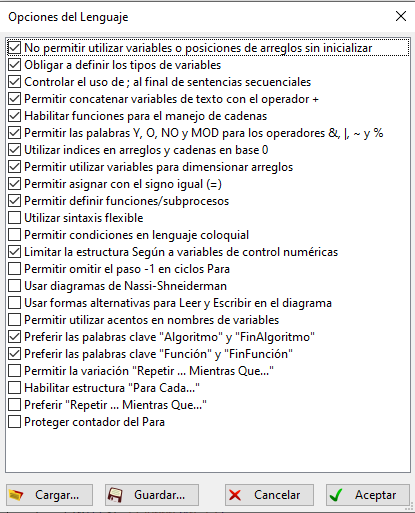 Opciones del Lenguaje
No permitir utilizar variables o posiciones de arreglos sin inicializar
Obligar a definir los tipos de variables
Controlar el uso de ; al final de sentencias secuenciales
Permitir concatenar variables de texto con el operador +
Habilitar funciones para el manejo de cadenas
Permitir las palabras Y, O, NO y MOD para los operadores &, |, ~ y %
Utilizar indices en arreglos y cadenas en base 0
Permitir utilizar variables para dimensionar arreglos
Permitir asignar con el signo igual (=)
Permitir definir funciones/subprocesos
Utilizar sintaxis flexible
Permitir condiciones en lenguaje coloquial
Limitar la estructura Según a variables de control numéricas
Permitir omitir el paso -1 en ciclos Para
Usar diagramas de Nassi-Shneiderman
Usar formas alternativas para Leer y Escribir en el diagrama
Permitir utilizar acentos en nombres de variables
Preferir las palabras clave "Algoritmo" y "FinAlgoritmo"
Preferir las palabras clave "Función" y "FinFunción"
Permitir la variación "Repetir ... Mientras Que..."
Habilitar estructura "Para Cada..."
Preferir "Repetir ... Mientras Que..."
Proteger contador del Para
Cargar... Guardar... Cancelar Aceptar